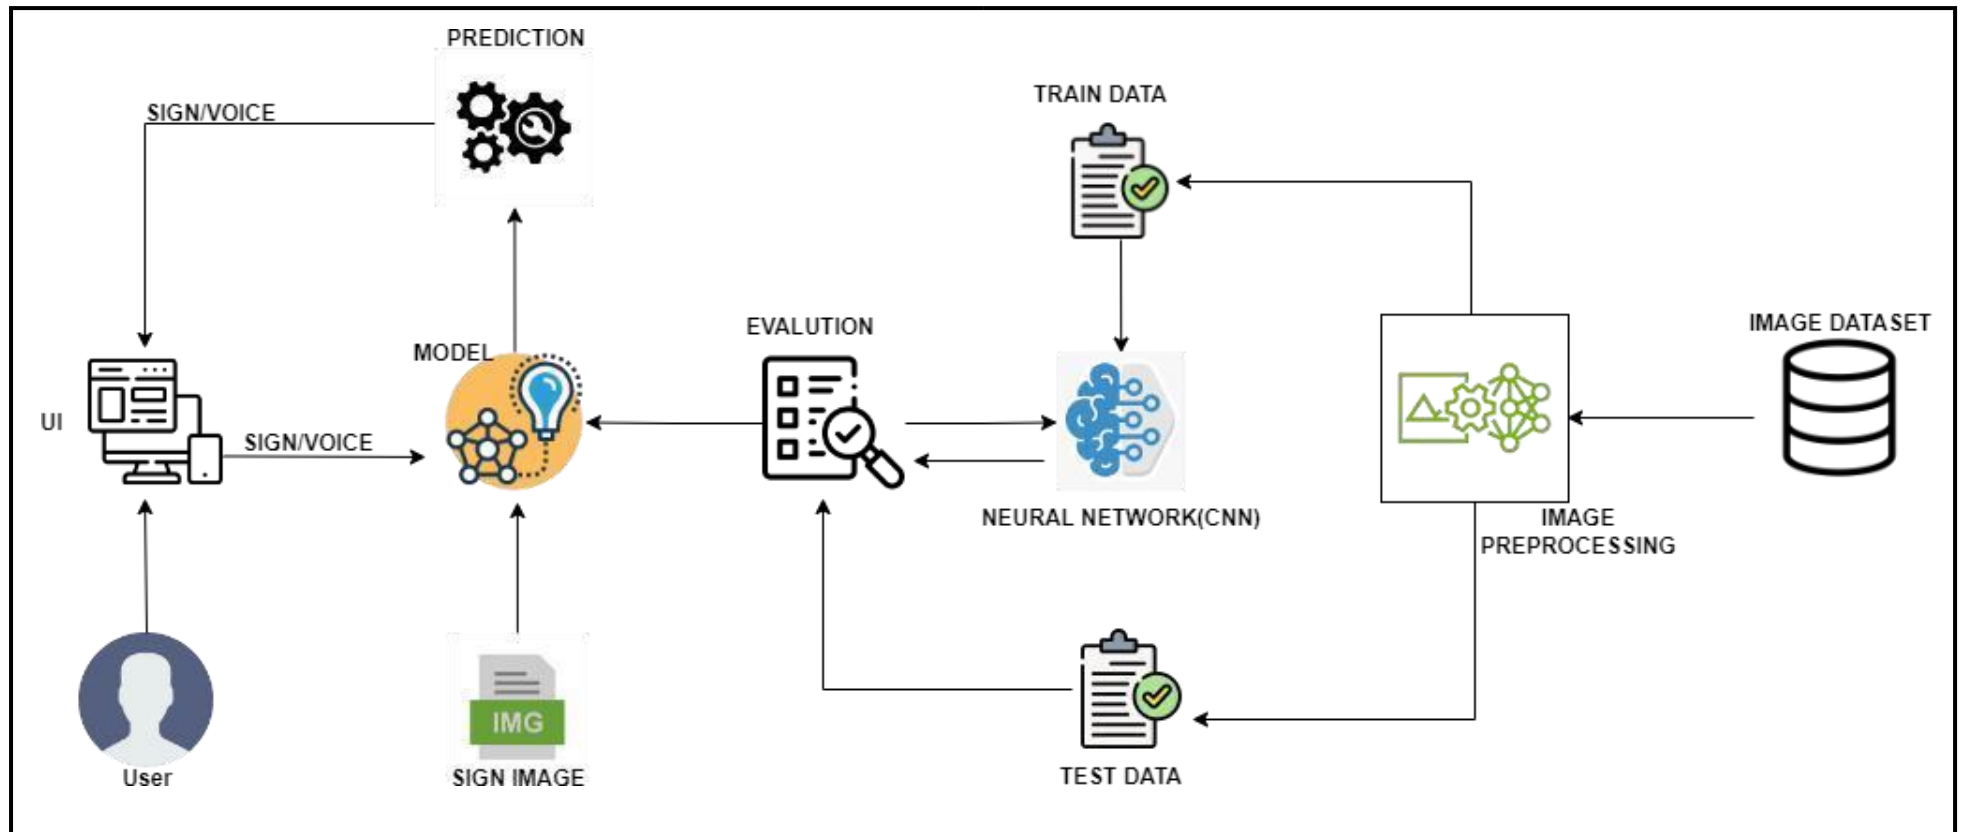 PREDICTION
SIGN/VOICE
TRAIN DATA
IMAGE DATASET
EVALUTION
MODEL
UI
SIGN/VOICE
NEURAL NETWORK(CNN)
IMAGE
PREPROCESSING
IMG
User
SIGN IMAGE
TEST DATA